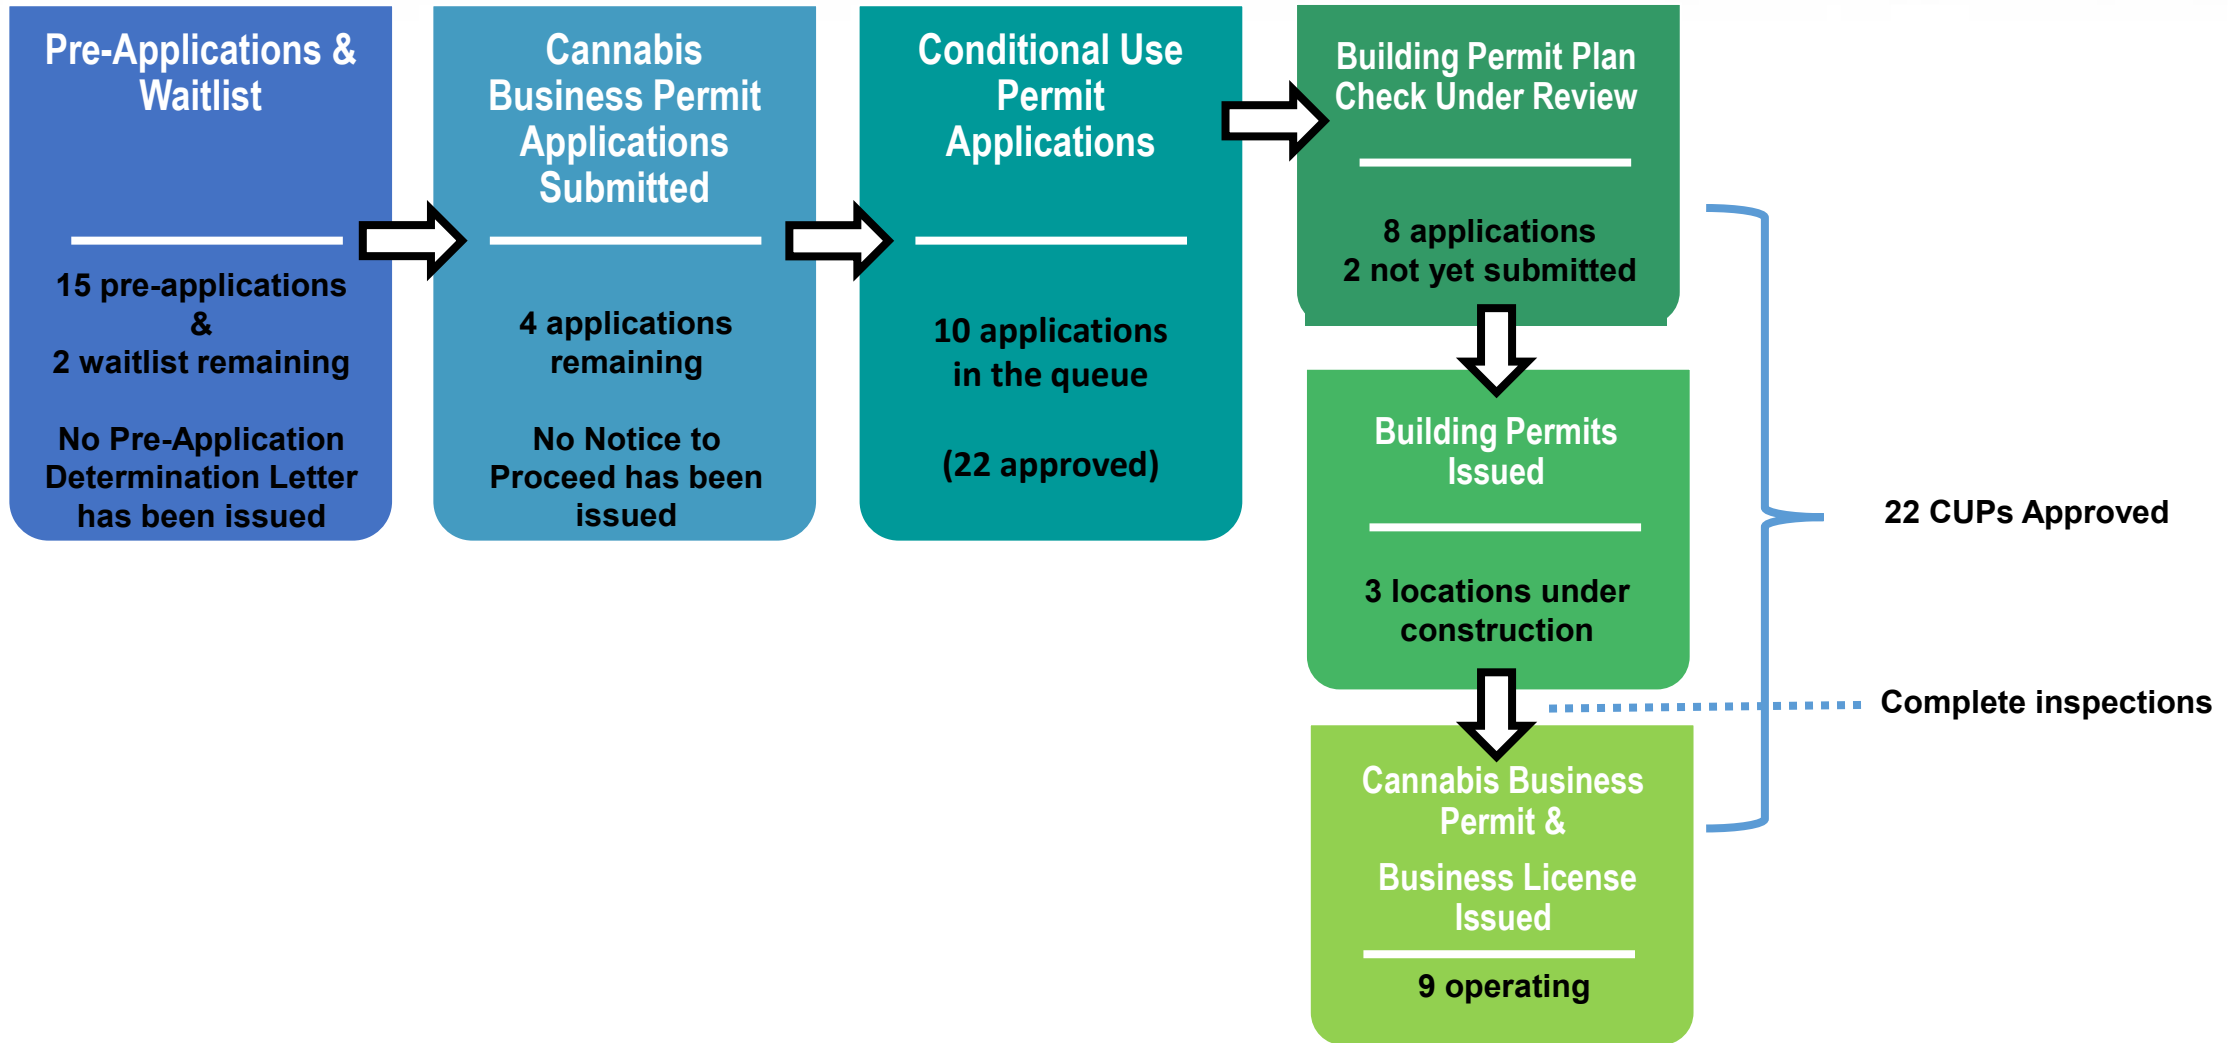 Pre-Applications &
Waitlist
15 pre-applications
&
2 waitlist remaining
No Pre-Application
Determination Letter
has been issued
Cannabis
Business Permit
Applications
Submitted
4 applications
remaining
No Notice to
Proceed has been
issued
Conditional Use
Permit
Applications
10 applications
in the queue
(22 approved)
Building Permit Plan
Check Under Review
8 applications
2 not yet submitted
Building Permits
Issued
3 locations under
construction
Cannabis Business
Permit &
Business License
Issued
9 operating
22 CUPs Approved
Complete inspections